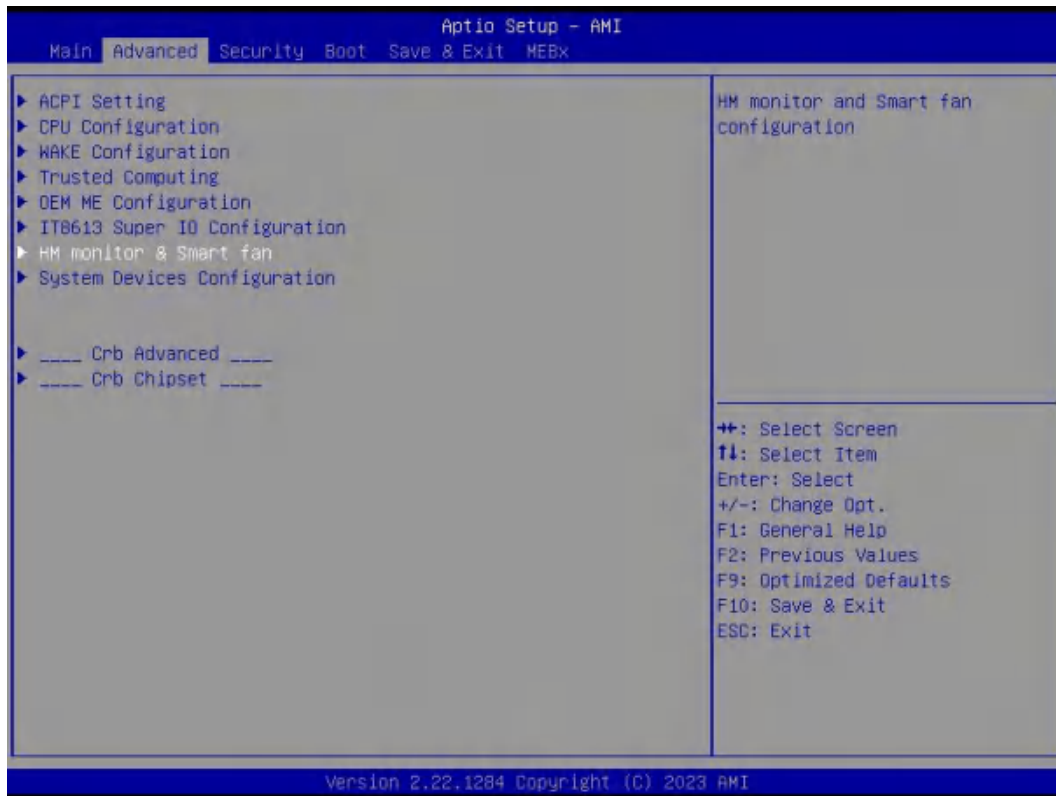 Aptio Setup - AMI
Main Advanced Security Boot Save & Exit MEBx
ACPI Setting
CPU Configuration
WAKE Configuration
Trusted Computing
OEM ME Configuration
IT8613 Super IO Configuration
HM monitor & Smart fan
System Devices Configuration
____ Crb Advanced ____
____ Crb Chipset ____
HM monitor and Smart fan
configuration
→←: Select Screen
↑↓: Select Item
Enter: Select
+/-: Change Opt.
F1: General Help
F2: Previous Values
F9: Optimized Defaults
F10: Save & Exit
ESC: Exit
Version 2.22.1284 Copyright (C) 2023 AMI